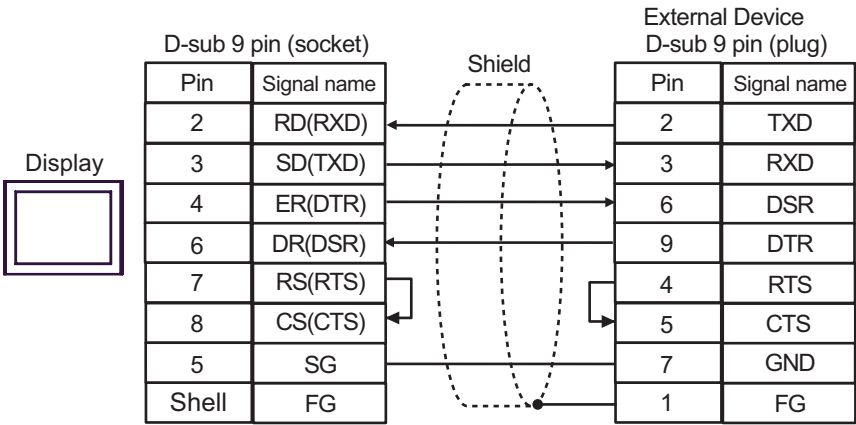 External Device
D-sub 9 pin (socket)
D-sub 9 pin (plug)
Shield
Display
Pin Signal name Pin Signal name
2 RD(RXD) 2 TXD
3 SD(TXD) 3 RXD
4 ER(DTR) 6 DSR
6 DR(DSR) 9 DTR
7 RS(RTS) 4 RTS
8 CS(CTS) 5 CTS
5 SG 7 GND
Shell FG 1 FG